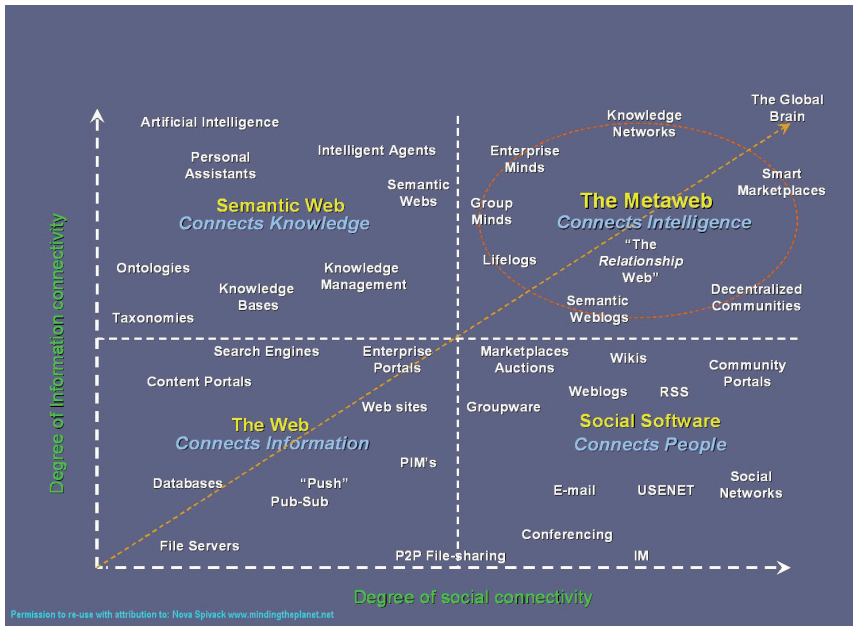 The Global
Brain
Artificial Intelligence
Knowledge
Networks
Personal
Assistants
Intelligent Agents
Enterprise
Minds
Semantic
Webs
Smart
Marketplaces
Semantic Web
Connects Knowledge
Group
Minds
The Metaweb
Connects Intelligence
“The
Relationship
Web”
Lifelogs
Ontologies
Knowledge
Management
Knowledge
Bases
Taxonomies
Semantic
Weblogs
Decentralized
Communities
Degree of Information connectivity
Search Engines
Enterprise
Portals
Marketplaces
Auctions
Wikis
Community
Portals
Content Portals
Weblogs
RSS
Web sites
Groupware
The Web
Connects Information
Social Software
Connects People
PIM's
Databases
“Push”
Pub-Sub
E-mail
USENET
Social
Networks
File Servers
Conferencing
P2P File-sharing
IM
Degree of social connectivity
Permission to re-use with attribution to: Nova Spivack www.mindingtheplanet.net